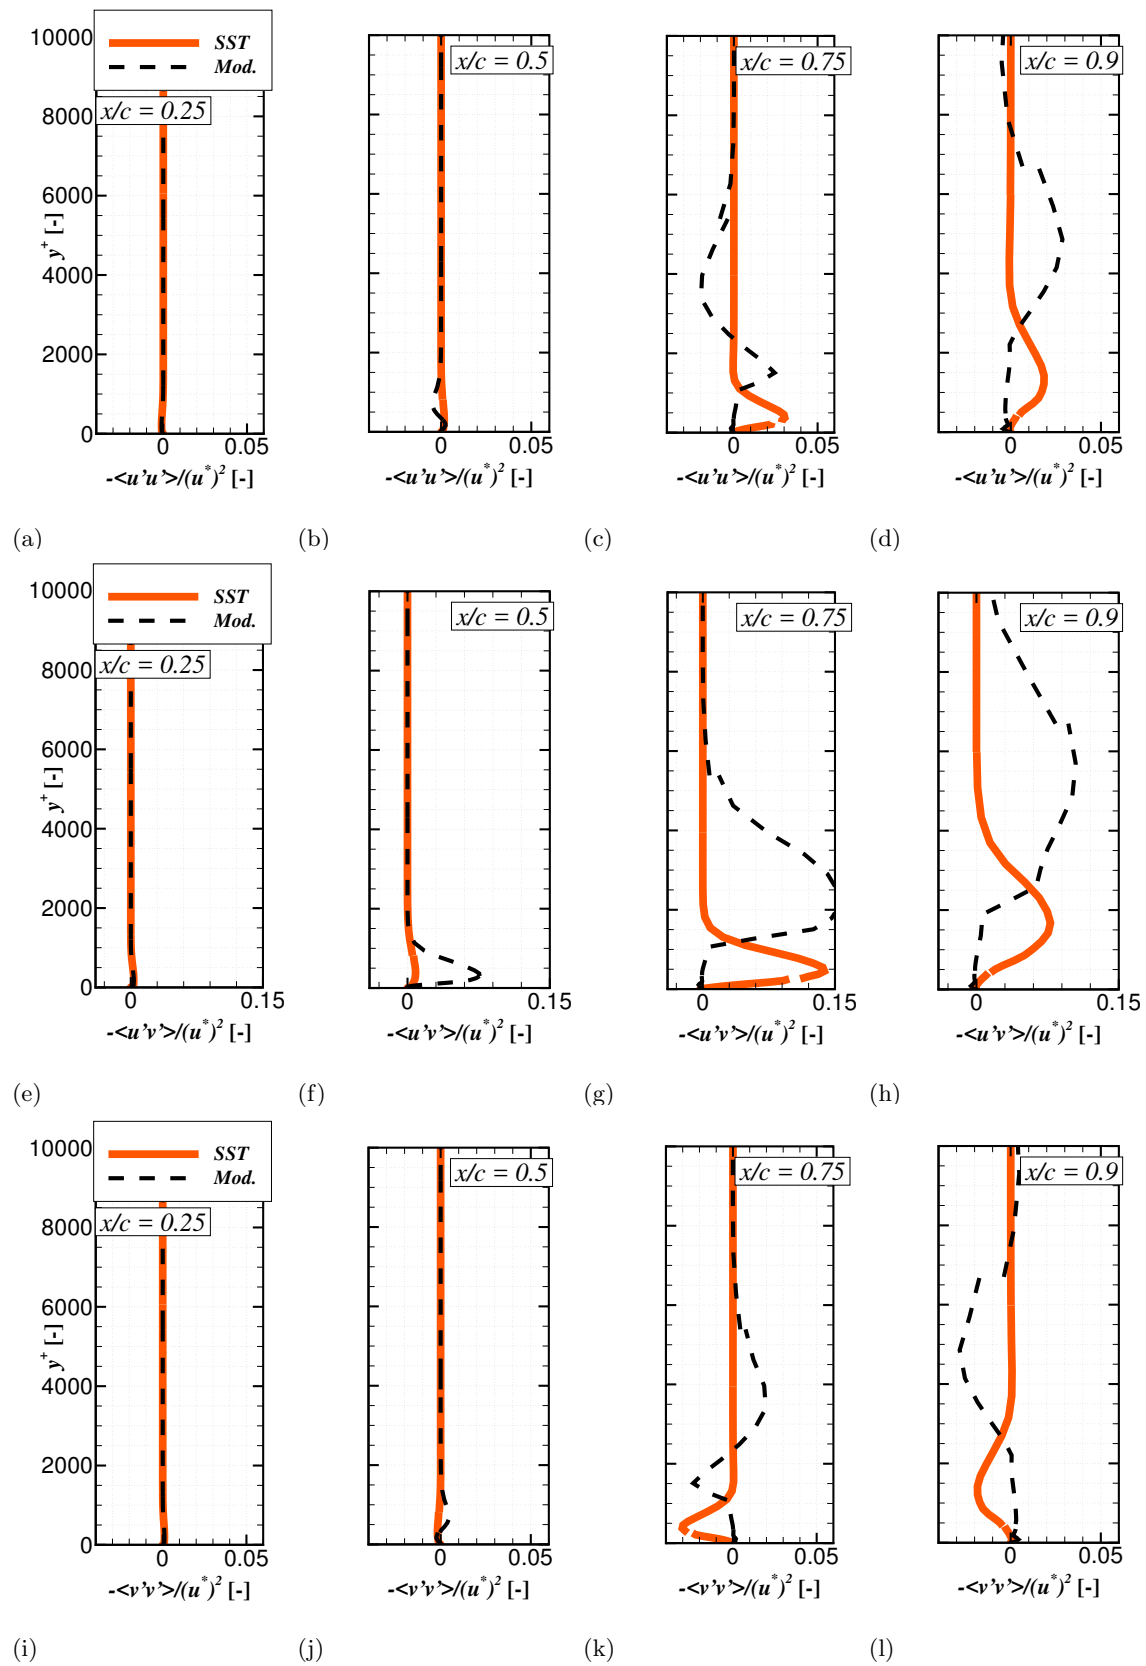 SST
Mod.
x/c = 0.25
x/c = 0.5
x/c = 0.75
x/c = 0.9
10000
8000
6000
4000
2000
0
y⁺ [-]
0 0.05
0 0.05
0 0.05
0 0.05
-<u'u'>/(u*)² [-]
-<u'u'>/(u*)² [-]
-<u'u'>/(u*)² [-]
-<u'u'>/(u*)² [-]
(a)
(b)
(c)
(d)
SST
Mod.
x/c = 0.25
x/c = 0.5
x/c = 0.75
x/c = 0.9
10000
8000
6000
4000
2000
0
y⁺ [-]
0 0.15
0 0.15
0 0.15
0 0.15
-<u'v'>/(u*)² [-]
-<u'v'>/(u*)² [-]
-<u'v'>/(u*)² [-]
-<u'v'>/(u*)² [-]
(e)
(f)
(g)
(h)
SST
Mod.
x/c = 0.25
x/c = 0.5
x/c = 0.75
x/c = 0.9
10000
8000
6000
4000
2000
0
y⁺ [-]
0 0.05
0 0.05
0 0.05
0 0.05
-<v'v'>/(u*)² [-]
-<v'v'>/(u*)² [-]
-<v'v'>/(u*)² [-]
-<v'v'>/(u*)² [-]
(i)
(j)
(k)
(l)